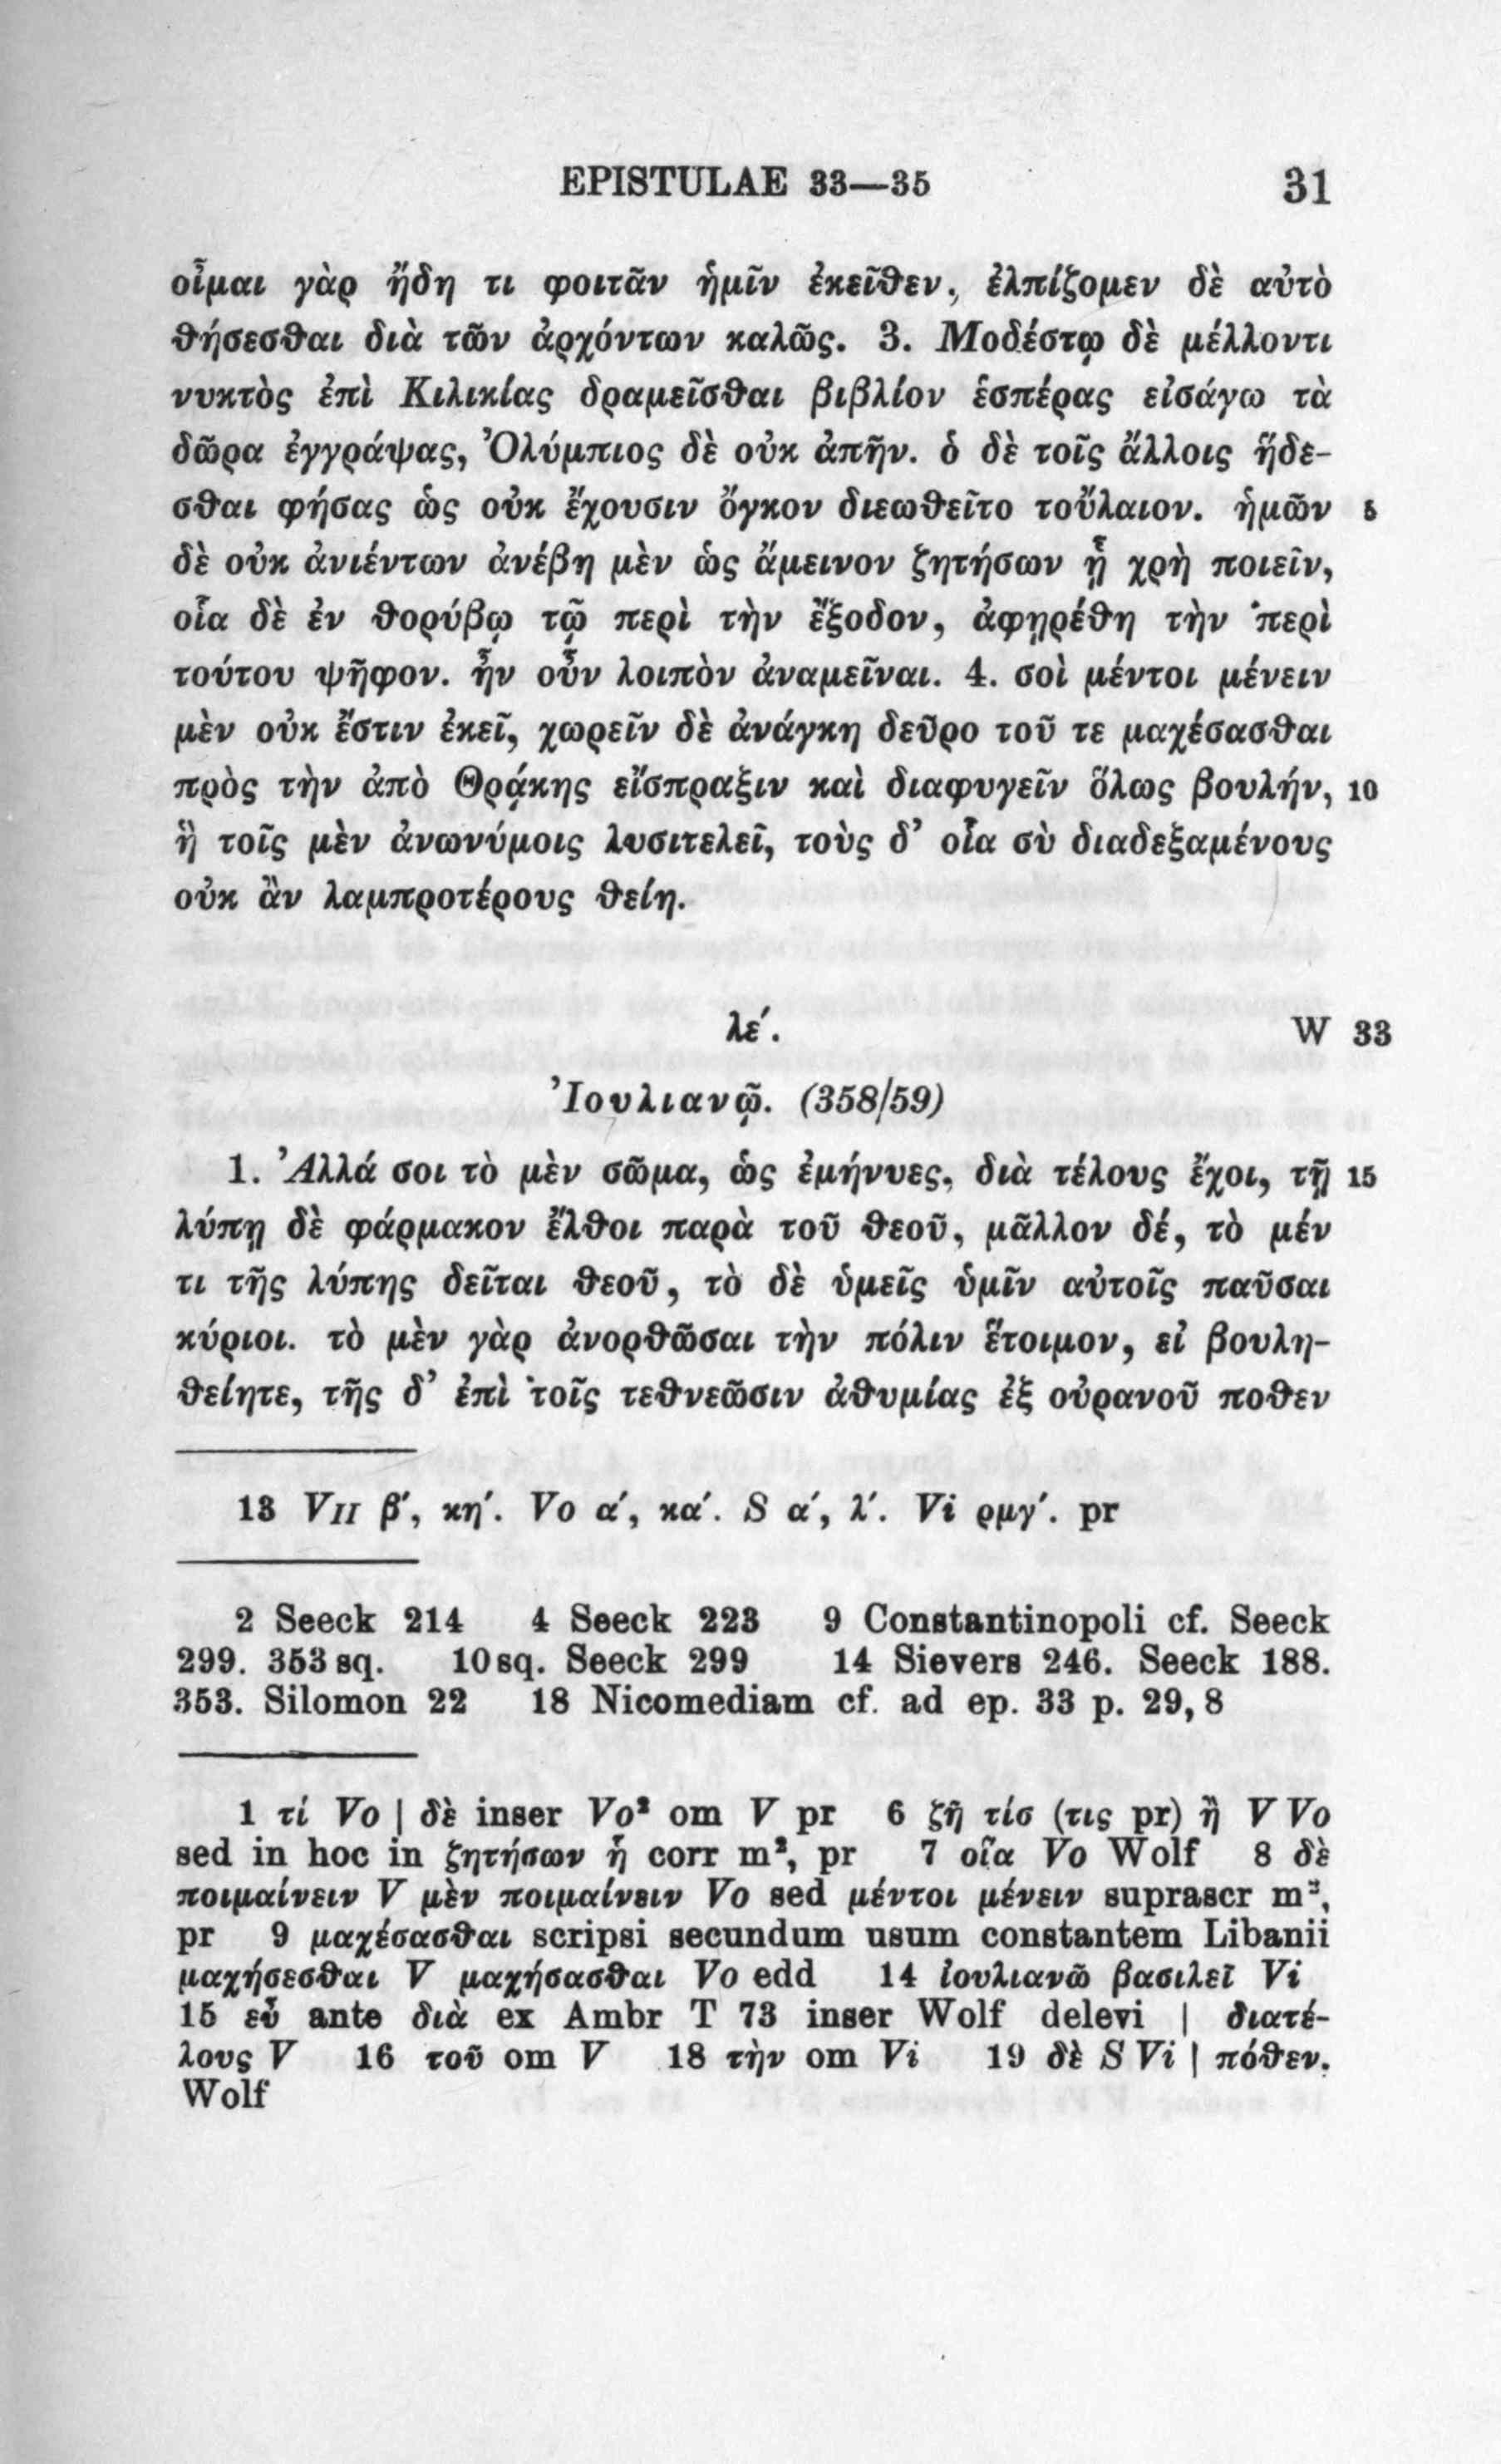 EPISTULAE 33—35 31
οἶμαι γὰρ ἤδη τι φοιτᾶν ἡμῖν ἐκεῖθεν, ἐλπίζομεν δὲ αὐτὸ
θήσεσθαι διὰ τῶν ἀρχόντων καλῶς. 3. Μοδέστῳ δὲ μέλλοντι
νυκτὸς ἐπὶ Κιλικίας δραμεῖσθαι βιβλίον ἑσπέρας εἰσάγω τὰ
δῶρα ἐγγράψας, Ὀλύμπιος δὲ οὐκ ἀπῆν. ὁ δὲ τοῖς ἄλλοις ἥδε-
σθαι φήσας ὡς οὐκ ἔχουσιν ὄγκον διεωθεῖτο τοὔλαιον. ἡμῶν 5
δὲ οὐκ ἀνιέντων ἀνέβη μὲν ὡς ἄμεινον ζητήσων ᾗ χρὴ ποιεῖν,
οἷα δὲ ἐν θορύβῳ τῷ περὶ τὴν ἔξοδον, ἀφῃρέθη τὴν περὶ
τούτου ψῆφον. ἦν οὖν λοιπὸν ἀναμεῖναι. 4. σοὶ μέντοι μένειν
μὲν οὐκ ἔστιν ἐκεῖ, χωρεῖν δὲ ἀνάγκη δεῦρο τοῦ τε μαχέσασθαι
πρὸς τὴν ἀπὸ Θρᾴκης εἴσπραξιν καὶ διαφυγεῖν ὅλως βουλήν, 10
ἣ τοῖς μὲν ἀνωνύμοις λυσιτελεῖ, τοὺς δ’ οἷα σὺ διαδεξαμένους
οὐκ ἂν λαμπροτέρους θείη.
λε΄. W 33
Ἰουλιανῷ. (358/59)
1. Ἀλλά σοι τὸ μὲν σῶμα, ὡς ἐμήνυες, διὰ τέλους ἔχοι, τῇ 15
λύπῃ δὲ φάρμακον ἔλθοι παρὰ τοῦ θεοῦ, μᾶλλον δέ, τὸ μέν
τι τῆς λύπης δεῖται θεοῦ, τὸ δὲ ὑμεῖς ὑμῖν αὐτοῖς παῦσαι
κύριοι. τὸ μὲν γὰρ ἀνορθῶσαι τὴν πόλιν ἕτοιμον, εἰ βουλη-
θείητε, τῆς δ’ ἐπὶ τοῖς τεθνεῶσιν ἀθυμίας ἐξ οὐρανοῦ ποθεν
13 VII β΄, κη΄. Vo α΄, κα΄. S α΄, λ΄. Vi ρμγ΄. pr
2 Seeck 214 4 Seeck 223 9 Constantinopoli cf. Seeck
299. 353 sq. 10 sq. Seeck 299 14 Sievers 246. Seeck 188.
353. Silomon 22 18 Nicomediam cf. ad ep. 33 p. 29, 8
1 τί Vo | δὲ inser Vo² om V pr 6 ζῇ τίσ (τις pr) ἢ V Vo
sed in hoc in ζητήσων ᾗ corr m², pr 7 οἷα Vo Wolf 8 δὲ
ποιμαίνειν V μὲν ποιμαίνειν Vo sed μέντοι μένειν suprascr m²,
pr 9 μαχέσασθαι scripsi secundum usum constantem Libanii
μαχήσεσθαι V μαχήσασθαι Vo edd 14 ἰουλιανῶ βασιλεῖ Vi
15 εὖ ante διὰ ex Ambr T 73 inser Wolf delevi | διατέ-
λους V 16 τοῦ om V 18 τὴν om Vi 19 δὲ S Vi | πόθεν.
Wolf